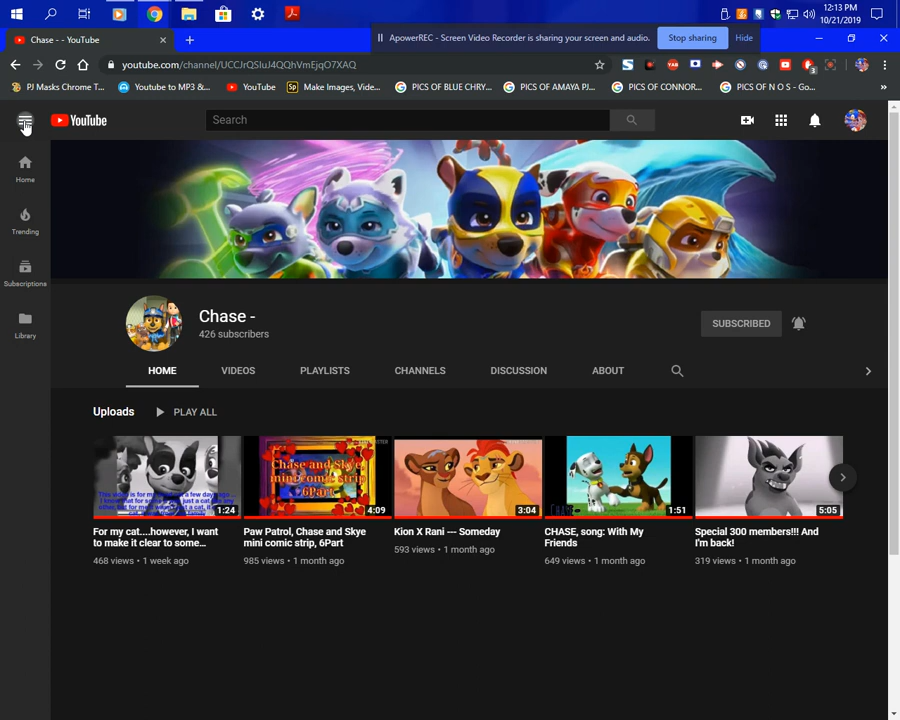 12:13 PM
10/21/2019
Chase - - YouTube
ApowerREC - Screen Video Recorder is sharing your screen and audio.
Stop sharing
Hide
youtube.com/channel/UCCJrQSIuJ4QQhVmEjqO7XAQ
PJ Masks Chrome T...
Youtube to MP3 &...
YouTube
Make Images, Vide...
PICS OF BLUE CHRY...
PICS OF AMAYA PJ...
PICS OF CONNOR...
PICS OF N O S - Go...
YouTube
Search
Home
Trending
Subscriptions
Library
Chase -
426 subscribers
SUBSCRIBED
HOME
VIDEOS
PLAYLISTS
CHANNELS
DISCUSSION
ABOUT
Uploads
PLAY ALL
1:24
Chase and Skye
mini comic strip,
6Part
4:09
3:04
1:51
5:05
For my cat....however, I want
to make it clear to some...
468 views • 1 week ago
Paw Patrol, Chase and Skye
mini comic strip, 6Part
985 views • 1 month ago
Kion X Rani --- Someday
593 views • 1 month ago
CHASE, song: With My
Friends
649 views • 1 month ago
Special 300 members!!! And
I'm back!
319 views • 1 month ago